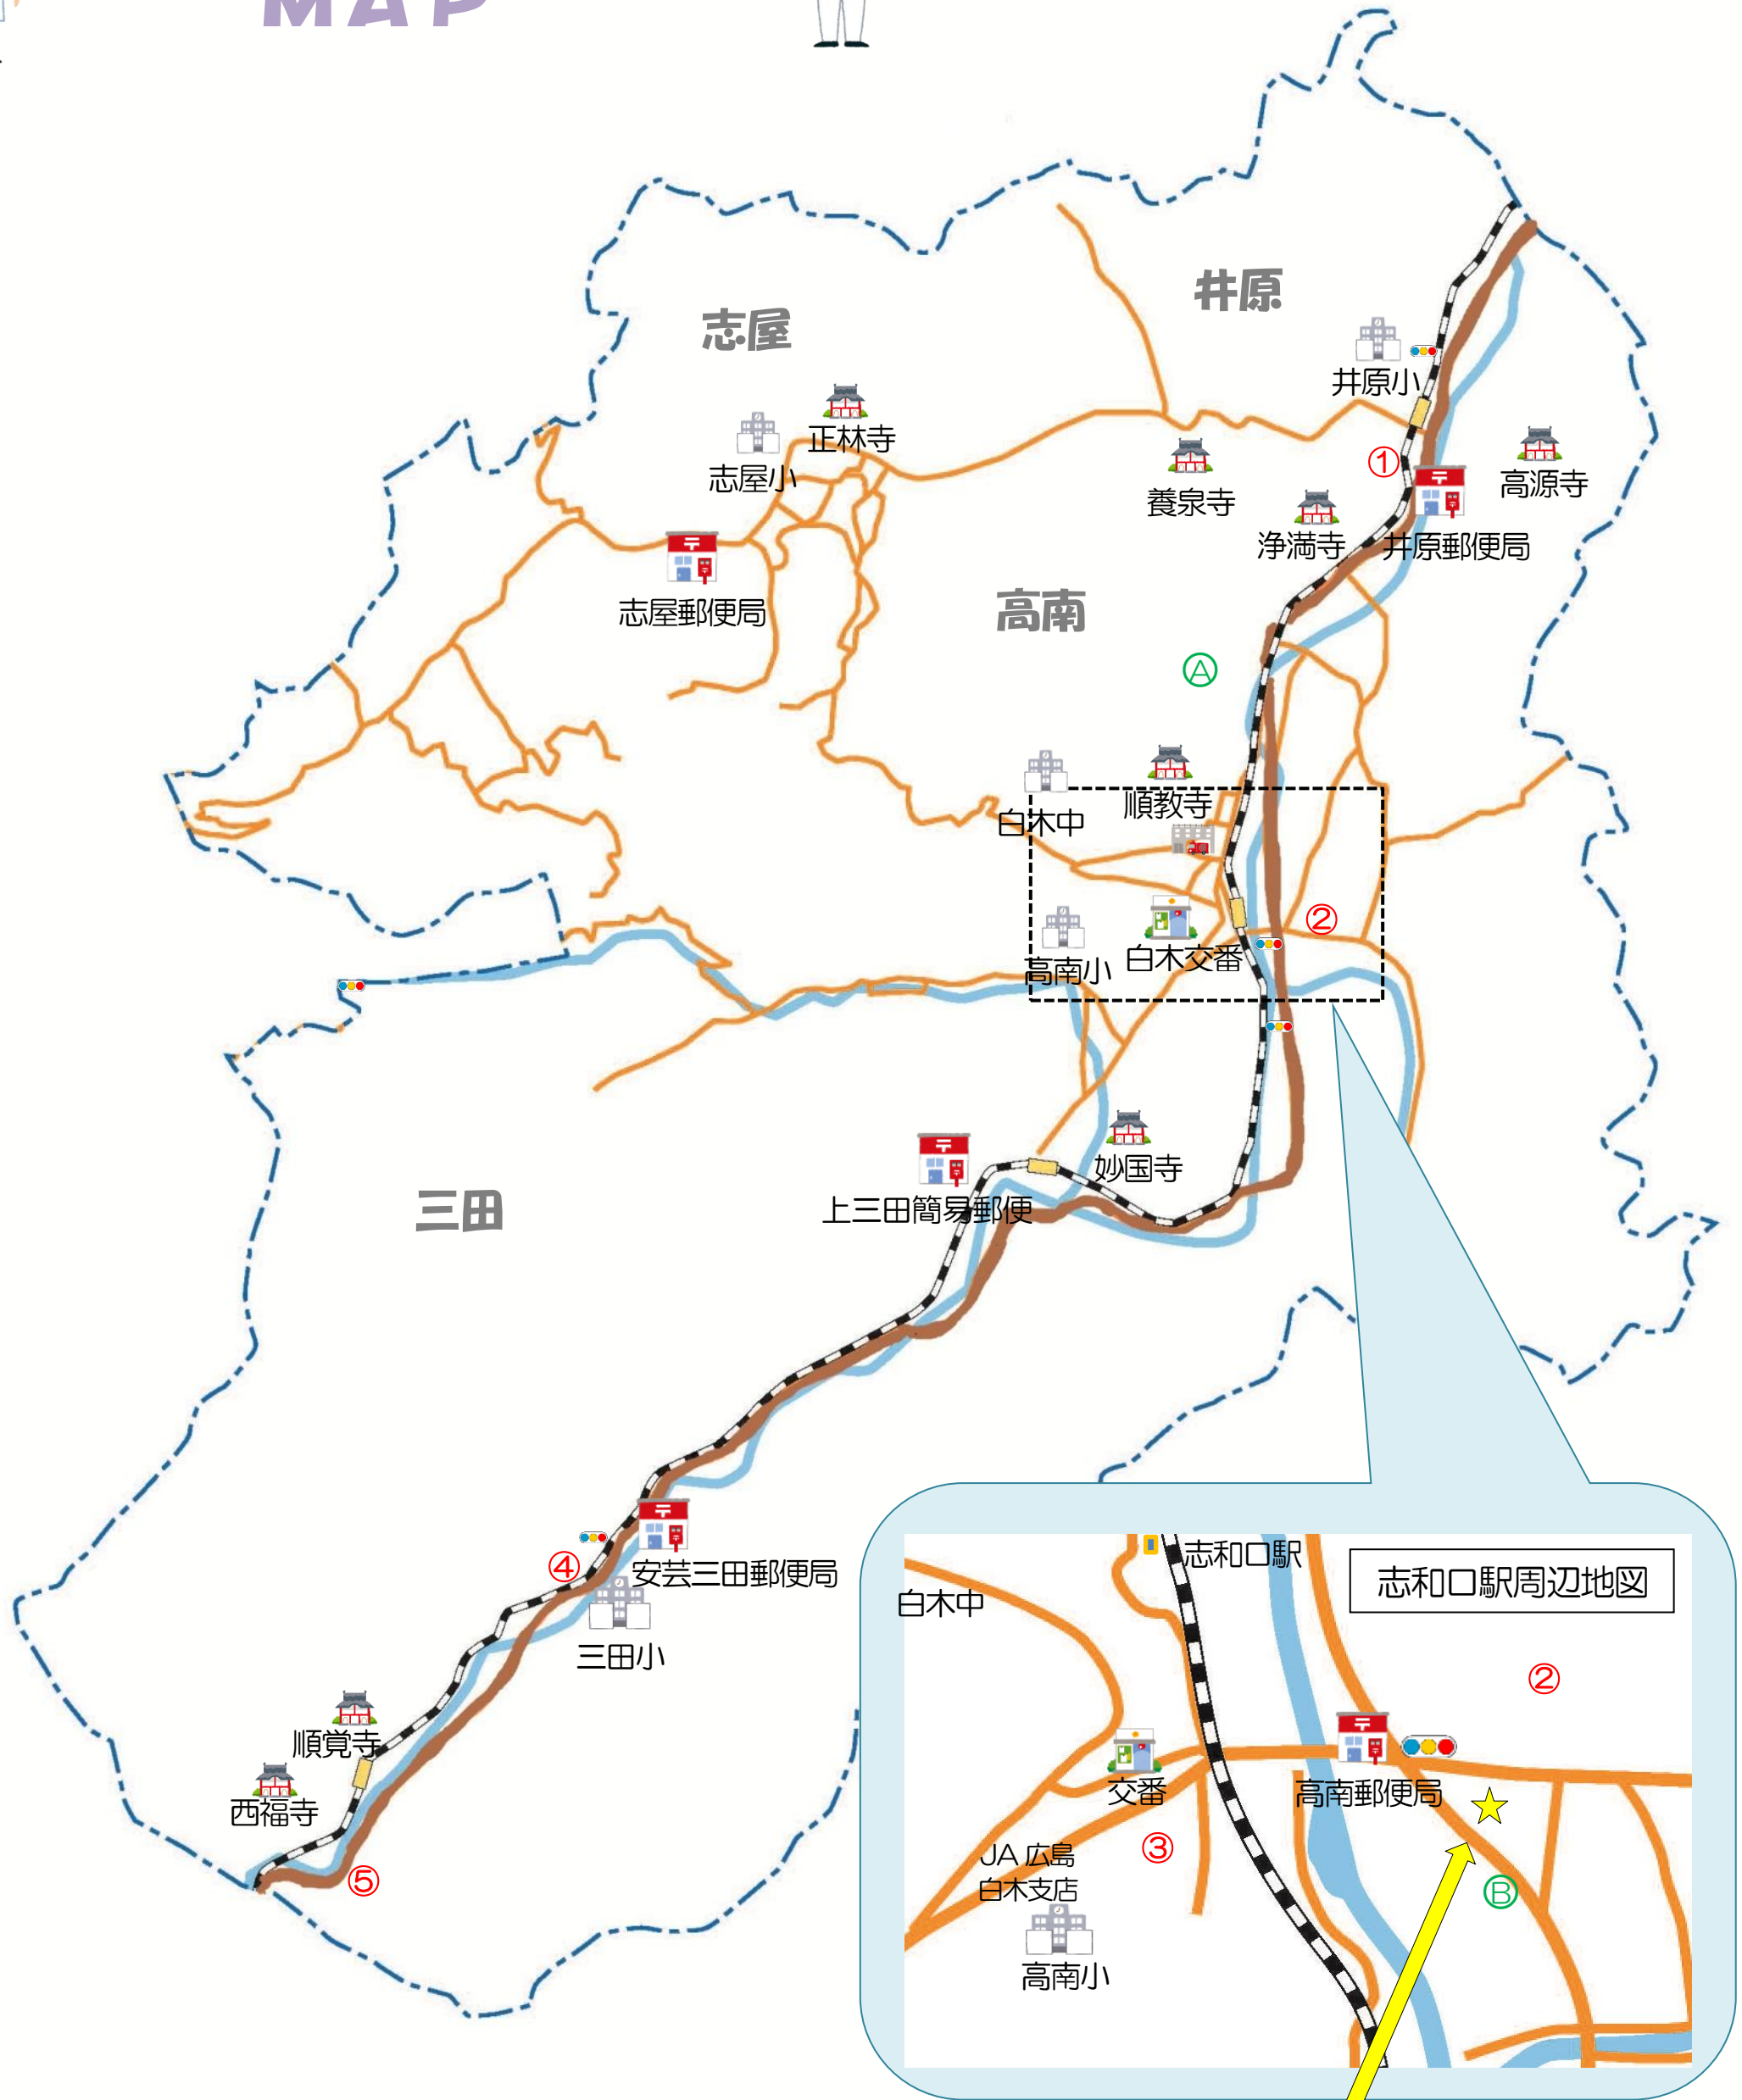 MAP
井原
志屋
井原小
正林寺
志屋小
①
高源寺
養泉寺
浄満寺
井原郵便局
志屋郵便局
高南
Ⓐ
順教寺
白木中
②
白木交番
高南小
妙国寺
三田
上三田簡易郵便
④
安芸三田郵便局
三田小
順覚寺
西福寺
⑤
志和口駅
志和口駅周辺地図
白木中
②
交番
高南郵便局
③
JA 広島
白木支店
Ⓑ
高南小